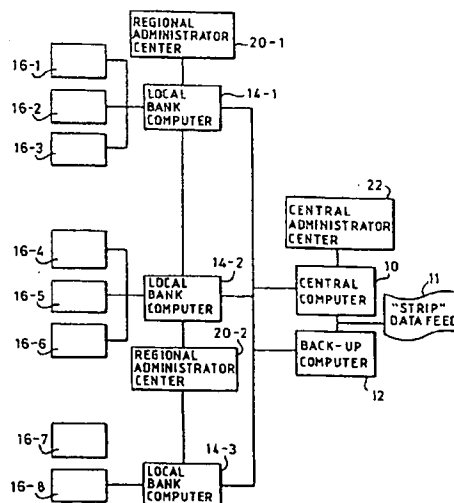 REGIONAL
ADMINISTRATOR
CENTER
20-1
16-1
LOCAL
BANK
COMPUTER
14-1
16-2
16-3
22
CENTRAL
ADMINISTRATOR
CENTER
16-4
14-2
10
11
LOCAL
BANK
COMPUTER
CENTRAL
COMPUTER
"STRIP"
DATA FEED
16-5
20-2
16-6
REGIONAL
ADMINISTRATOR
CENTER
BACK-UP
COMPUTER
12
16-7
14-3
16-8
LOCAL
BANK
COMPUTER